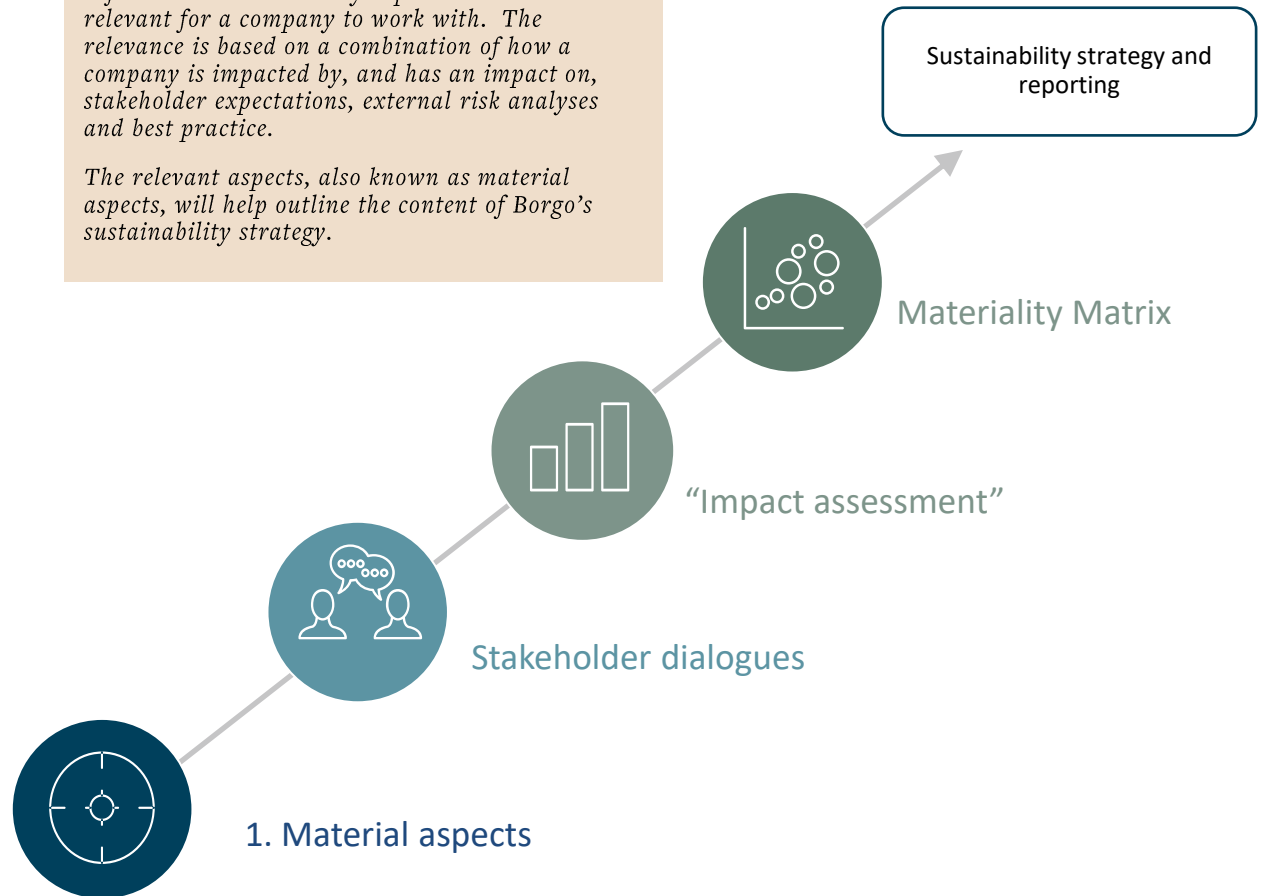 relevant for a company to work with.  The
relevance is based on a combination of how a
company is impacted by, and has an impact on,
stakeholder expectations, external risk analyses
and best practice.
The relevant aspects, also known as material
aspects, will help outline the content of Borgo’s
sustainability strategy.
Sustainability strategy and
reporting
Materiality Matrix
“Impact assessment”
Stakeholder dialogues
1. Material aspects